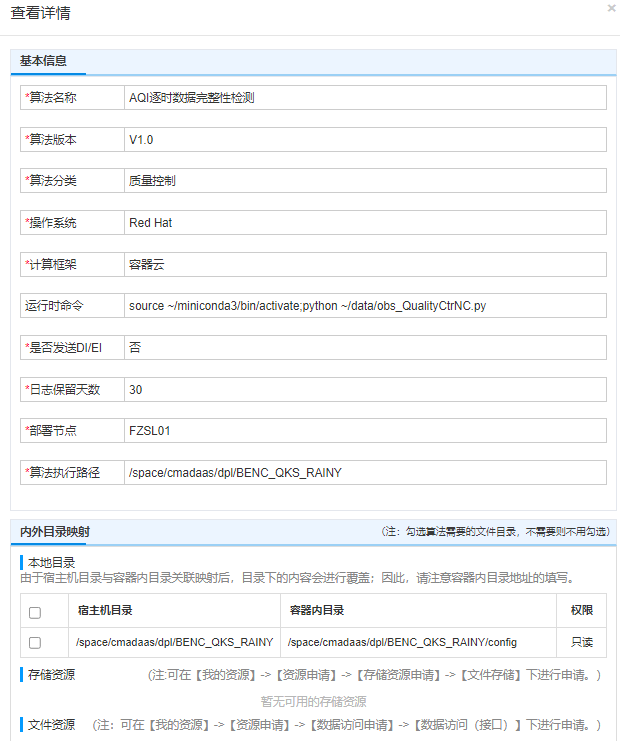 查看详情 ×
基本信息
*算法名称 AQI逐时数据完整性检测
*算法版本 V1.0
*算法分类 质量控制
*操作系统 Red Hat
*计算框架 容器云
运行时命令 source ~/miniconda3/bin/activate;python ~/data/obs_QualityCtrNC.py
*是否发送DI/EI 否
*日志保留天数 30
*部署节点 FZSL01
*算法执行路径 /space/cmadaas/dpl/BENC_QKS_RAINY
内外目录映射 （注：勾选算法需要的文件目录，不需要则不用勾选）
本地目录
由于宿主机目录与容器内目录关联映射后，目录下的内容会进行覆盖；因此，请注意容器内目录地址的填写。
宿主机目录 容器内目录 权限
/space/cmadaas/dpl/BENC_QKS_RAINY /space/cmadaas/dpl/BENC_QKS_RAINY/config 只读
存储资源 （注:可在【我的资源】->【资源申请】->【存储资源申请】->【文件存储】下进行申请。）
暂无可用的存储资源
文件资源 （注：可在【我的资源】->【资源申请】->【数据访问申请】->【数据访问（接口）】下进行申请。）